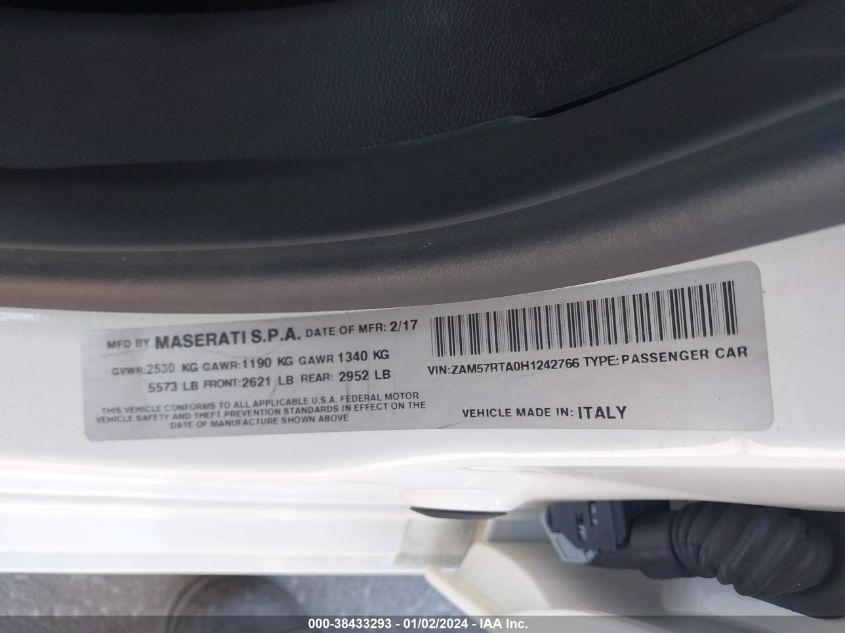 MFD BY MASERATI S.P.A. DATE OF MFR: 2/17
GVWR:2530 KG GAWR:1190 KG GAWR 1340 KG
5573 LB FRONT:2621 LB REAR: 2952 LB
THIS VEHICLE CONFORMS TO ALL APPLICABLE U.S.A. FEDERAL MOTOR
VEHICLE SAFETY AND THEFT PREVENTION STANDARDS IN EFFECT ON THE
DATE OF MANUFACTURE SHOWN ABOVE
VIN:ZAM57RTA0H1242766 TYPE:PASSENGER CAR
VEHICLE MADE IN: ITALY
000-38433293 - 01/02/2024 - IAA Inc.